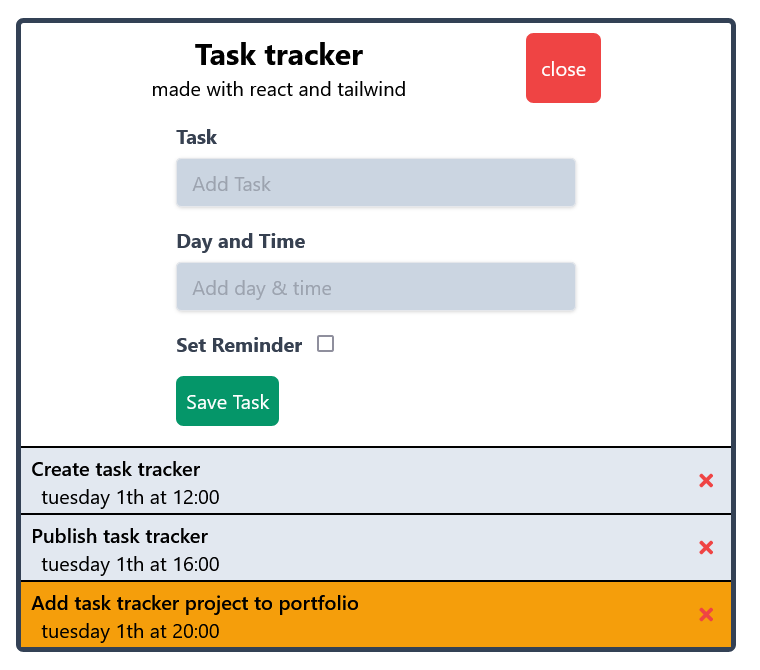 Task tracker
made with react and tailwind
close
Task
Add Task
Day and Time
Add day & time
Set Reminder
Save Task
Create task tracker
tuesday 1th at 12:00
Publish task tracker
tuesday 1th at 16:00
Add task tracker project to portfolio
tuesday 1th at 20:00